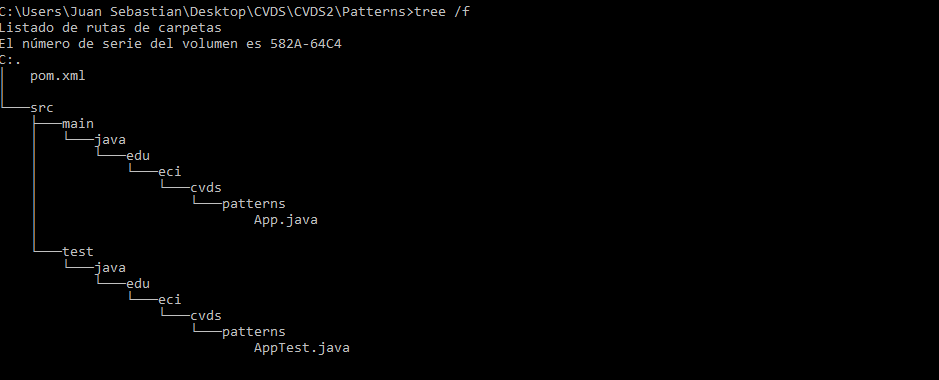 C:\Users\Juan Sebastian\Desktop\CVDS\CVDS2\Patterns>tree /f
Listado de rutas de carpetas
El número de serie del volumen es 582A-64C4
C:.
│   pom.xml
│
└───src
    ├───main
    │   └───java
    │       └───edu
    │           └───eci
    │               └───cvds
    │                   └───patterns
    │                           App.java
    │
    └───test
        └───java
            └───edu
                └───eci
                    └───cvds
                        └───patterns
                                AppTest.java